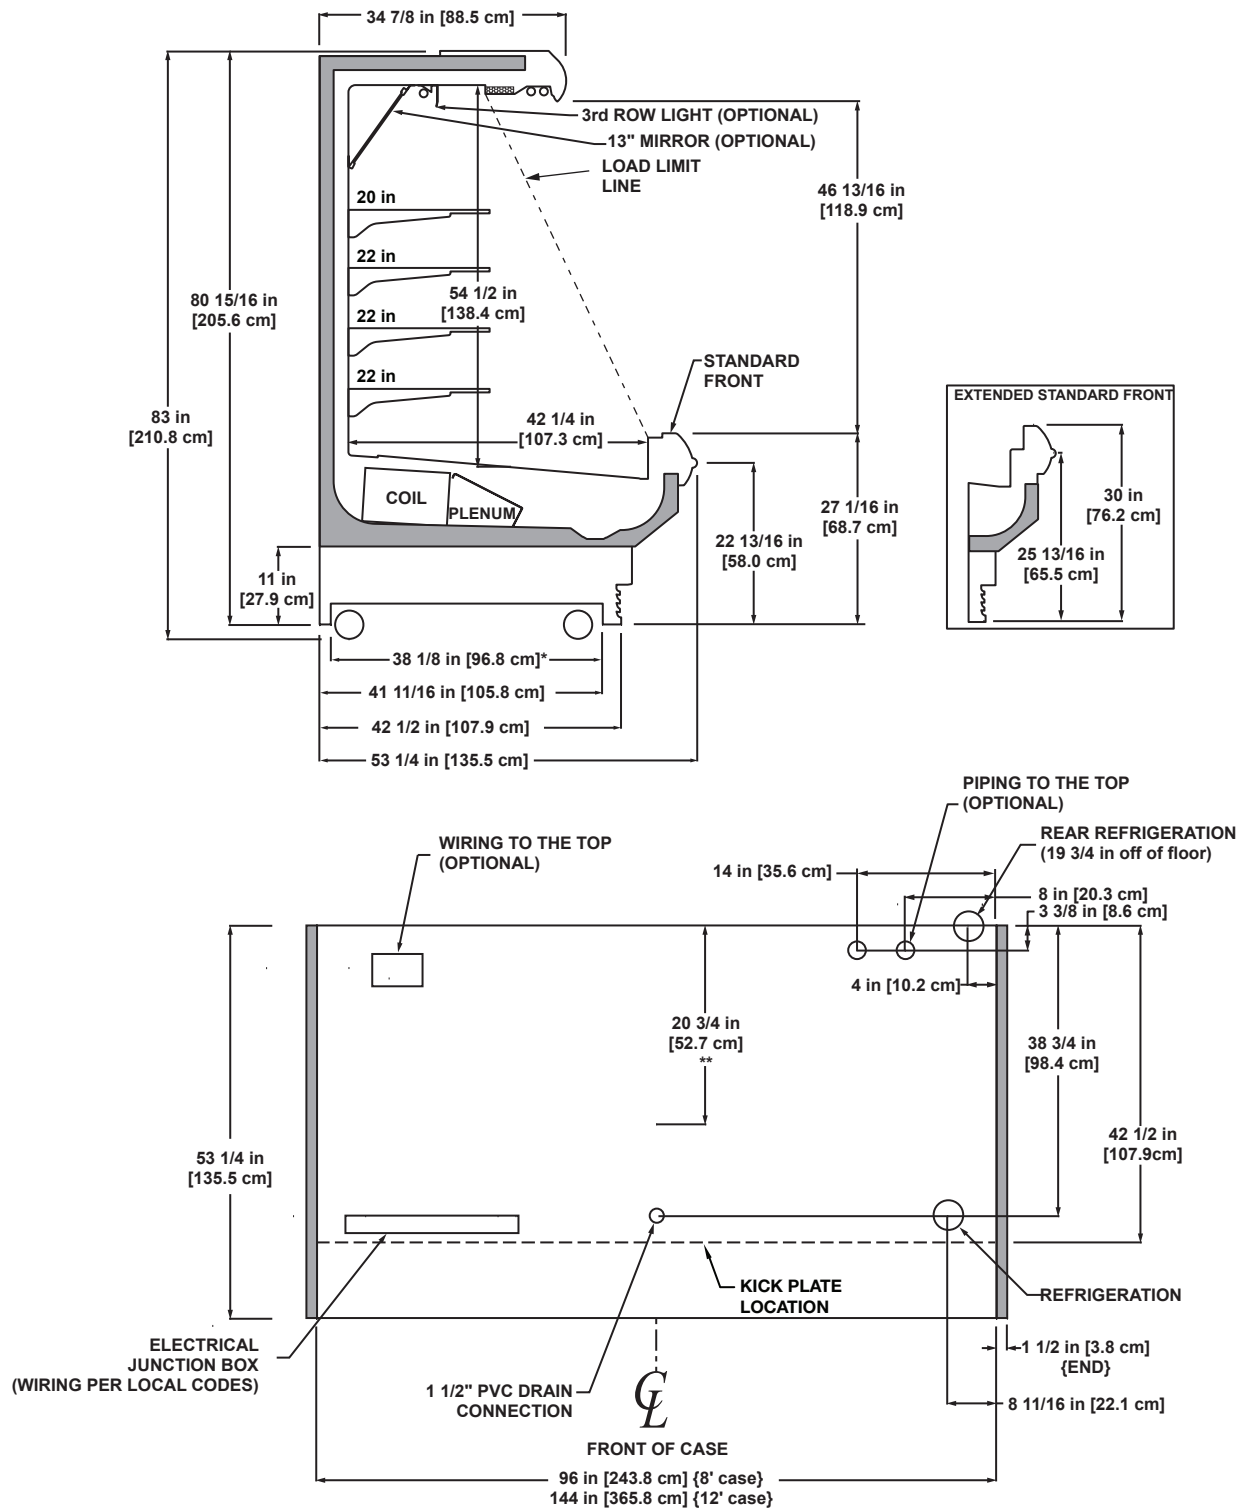 34 7/8 in [88.5 cm]
3rd ROW LIGHT (OPTIONAL)
13" MIRROR (OPTIONAL)
LOAD LIMIT
LINE
20 in
46 13/16 in
[118.9 cm]
22 in
80 15/16 in
[205.6 cm]
54 1/2 in
[138.4 cm]
22 in
STANDARD
FRONT
22 in
83 in
[210.8 cm]
42 1/4 in
[107.3 cm]
EXTENDED STANDARD FRONT
COIL
PLENUM
27 1/16 in
[68.7 cm]
30 in
[76.2 cm]
22 13/16 in
[58.0 cm]
25 13/16 in
[65.5 cm]
11 in
[27.9 cm]
38 1/8 in [96.8 cm]*
41 11/16 in [105.8 cm]
42 1/2 in [107.9 cm]
53 1/4 in [135.5 cm]
PIPING TO THE TOP
(OPTIONAL)
WIRING TO THE TOP
(OPTIONAL)
REAR REFRIGERATION
(19 3/4 in off of floor)
14 in [35.6 cm]
8 in [20.3 cm]
3 3/8 in [8.6 cm]
4 in [10.2 cm]
20 3/4 in
[52.7 cm]
**
38 3/4 in
[98.4 cm]
42 1/2 in
[107.9cm]
53 1/4 in
[135.5 cm]
KICK PLATE
LOCATION
REFRIGERATION
ELECTRICAL
JUNCTION BOX
(WIRING PER LOCAL CODES)
1 1/2 in [3.8 cm]
{END}
1 1/2" PVC DRAIN
CONNECTION
CL
8 11/16 in [22.1 cm]
FRONT OF CASE
96 in [243.8 cm] {8' case}
144 in [365.8 cm] {12' case}